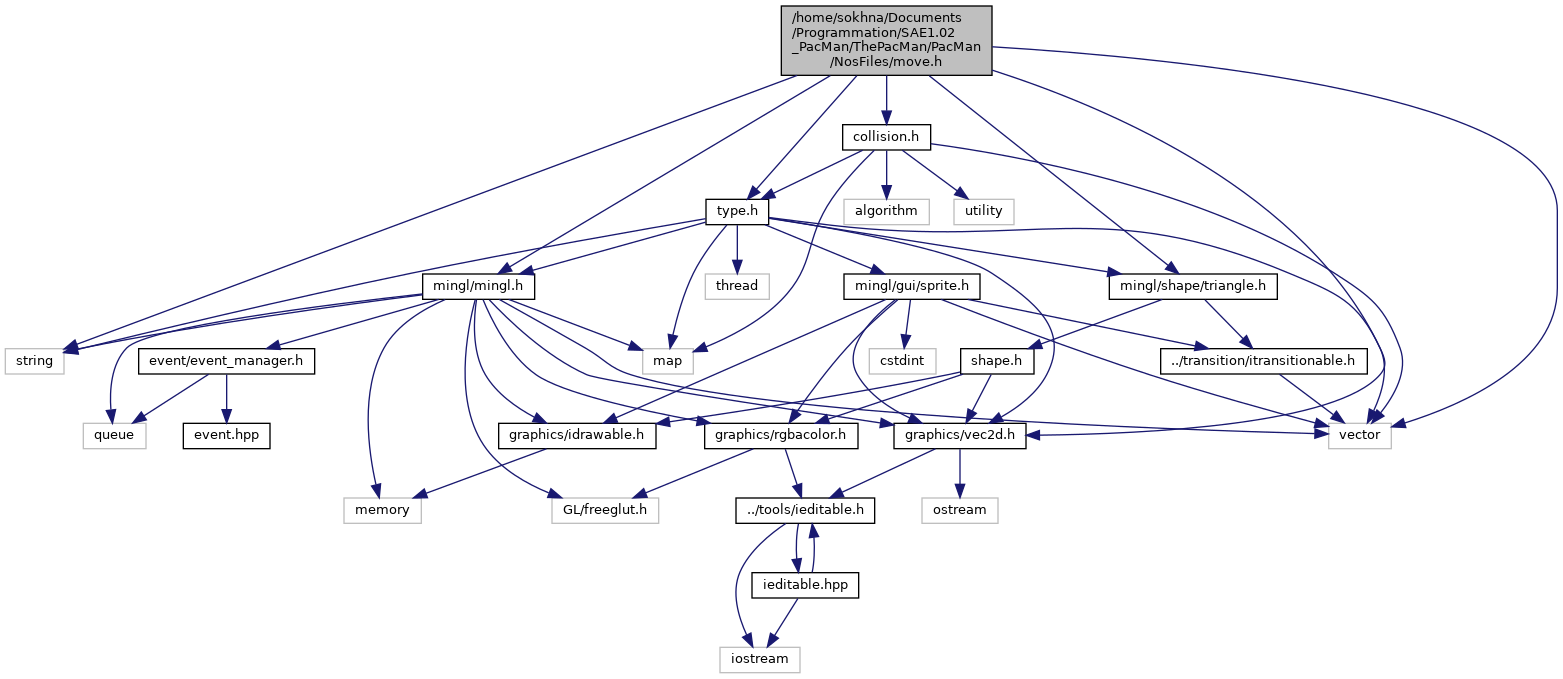 /home/sokhna/Documents
/Programmation/SAE1.02
_PacMan/ThePacMan/PacMan
/NosFiles/move.h
collision.h
type.h
algorithm
utility
mingl/mingl.h
thread
mingl/gui/sprite.h
mingl/shape/triangle.h
string
event/event_manager.h
map
cstdint
shape.h
../transition/itransitionable.h
queue
event.hpp
graphics/idrawable.h
graphics/rgbacolor.h
graphics/vec2d.h
vector
memory
GL/freeglut.h
../tools/ieditable.h
ostream
ieditable.hpp
iostream